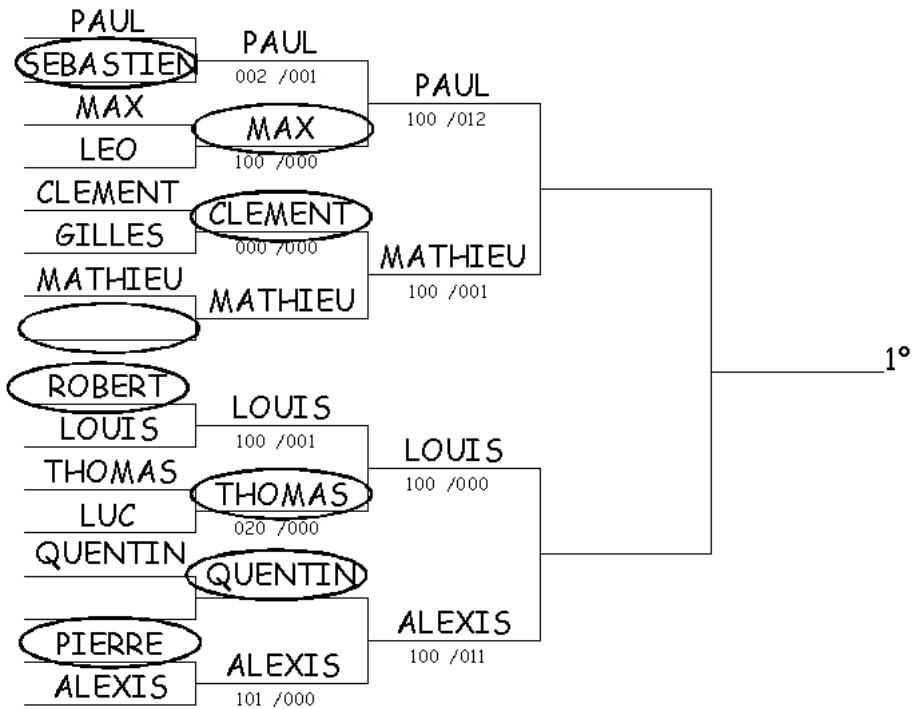 PAUL
SEBASTIEN
MAX
LEO
CLEMENT
GILLES
MATHIEU
ROBERT
LOUIS
THOMAS
LUC
QUENTIN
PIERRE
ALEXIS
PAUL
002 /001
MAX
100 /000
CLEMENT
000 /000
MATHIEU
LOUIS
100 /001
THOMAS
020 /000
QUENTIN
ALEXIS
101 /000
PAUL
100 /012
MATHIEU
100 /001
LOUIS
100 /000
ALEXIS
100 /011
1°